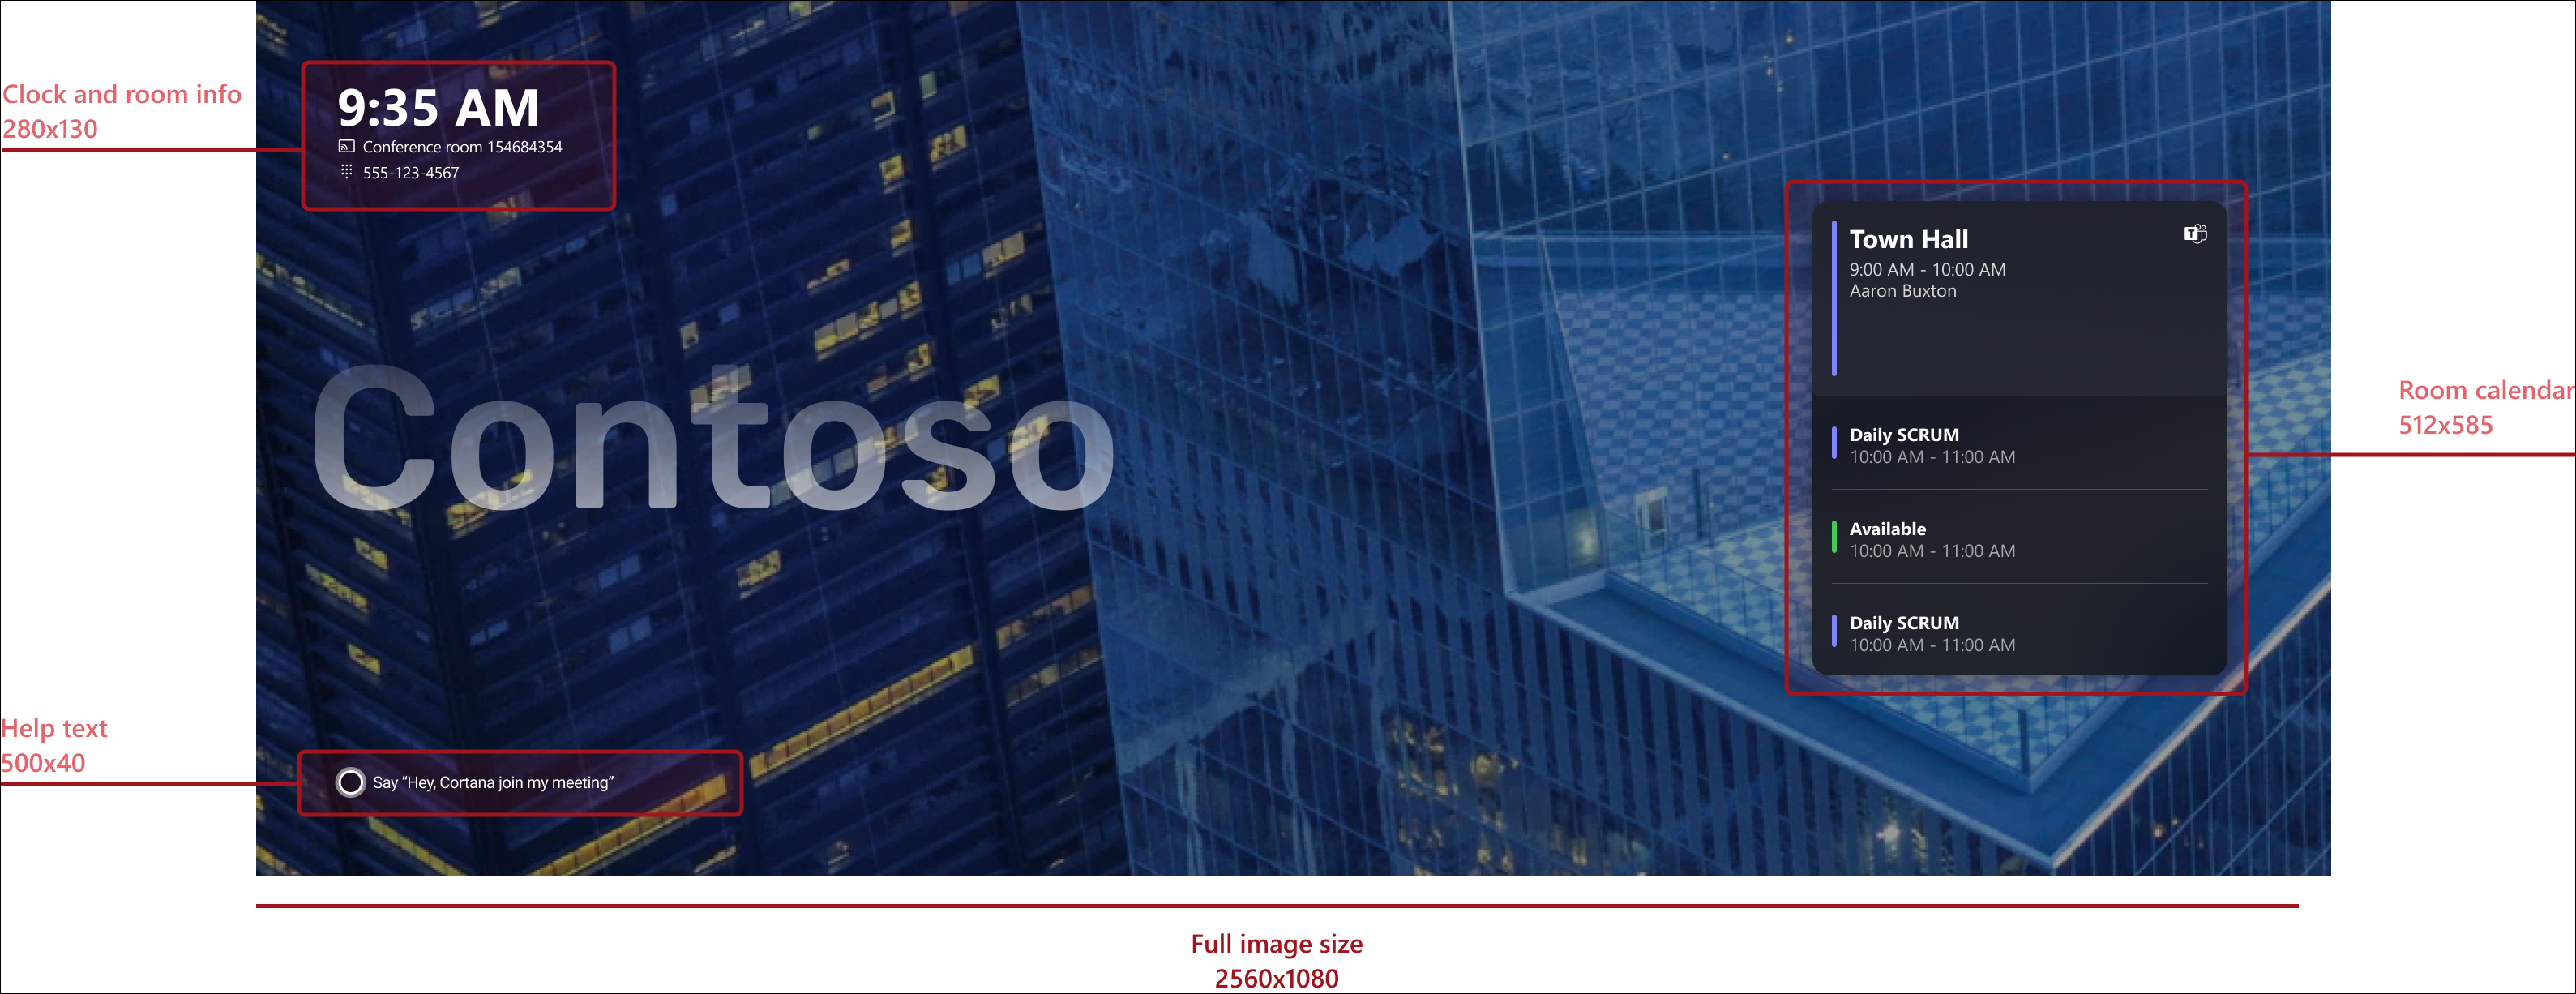 Clock and room info
280x130
9:35 AM
Conference room 154684354
555-123-4567
Contoso
Help text
500x40
Say “Hey, Cortana join my meeting”
Town Hall
9:00 AM - 10:00 AM
Aaron Buxton
Daily SCRUM
10:00 AM - 11:00 AM
Available
10:00 AM - 11:00 AM
Daily SCRUM
10:00 AM - 11:00 AM
Room calendar
512x585
Full image size
2560x1080